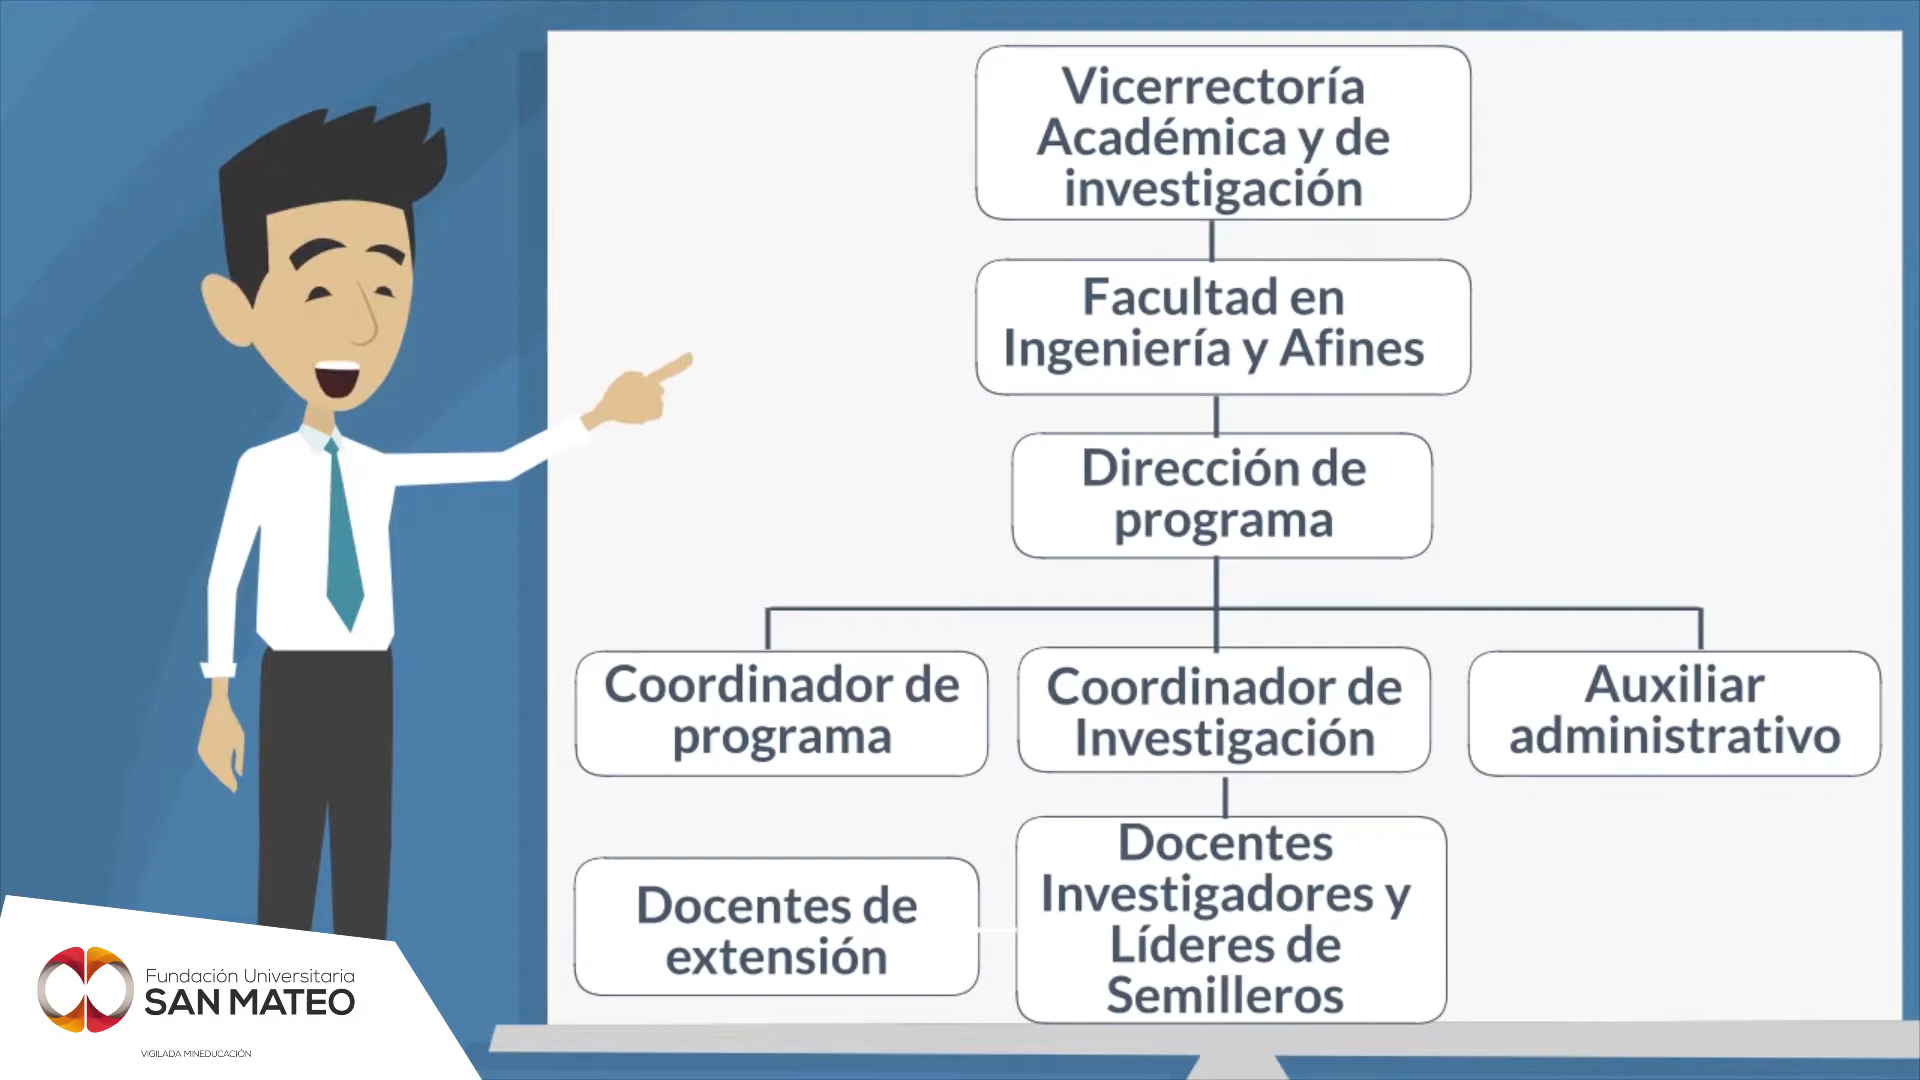 Vicerrectoría
Académica y de
investigación
Facultad en
Ingeniería y Afines
Dirección de
programa
Coordinador de
programa
Coordinador de
Investigación
Auxiliar
administrativo
Docentes de
extensión
Docentes
Investigadores y
Líderes de
Semilleros
Fundación Universitaria
SAN MATEO
VIGILADA MINEDUCACIÓN